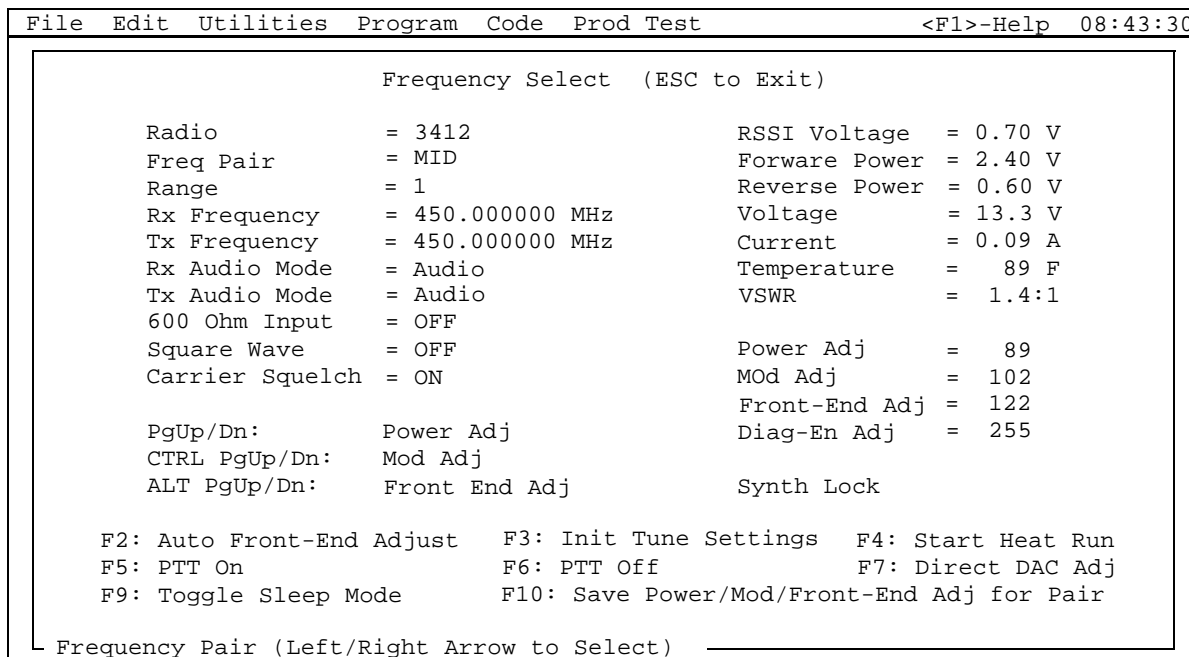 File Edit Utilities Program Code Prod Test <F1>-Help 08:43:30
Frequency Select (ESC to Exit)
Radio = 3412 RSSI Voltage = 0.70 V
Freq Pair = MID Forware Power = 2.40 V
Range = 1 Reverse Power = 0.60 V
Rx Frequency = 450.000000 MHz Voltage = 13.3 V
Tx Frequency = 450.000000 MHz Current = 0.09 A
Rx Audio Mode = Audio Temperature = 89 F
Tx Audio Mode = Audio VSWR = 1.4:1
600 Ohm Input = OFF
Square Wave = OFF Power Adj = 89
Carrier Squelch = ON MOd Adj = 102
Front-End Adj = 122
PgUp/Dn: Power Adj Diag-En Adj = 255
CTRL PgUp/Dn: Mod Adj
ALT PgUp/Dn: Front End Adj Synth Lock
F2: Auto Front-End Adjust F3: Init Tune Settings F4: Start Heat Run
F5: PTT On F6: PTT Off F7: Direct DAC Adj
F9: Toggle Sleep Mode F10: Save Power/Mod/Front-End Adj for Pair
Frequency Pair (Left/Right Arrow to Select)